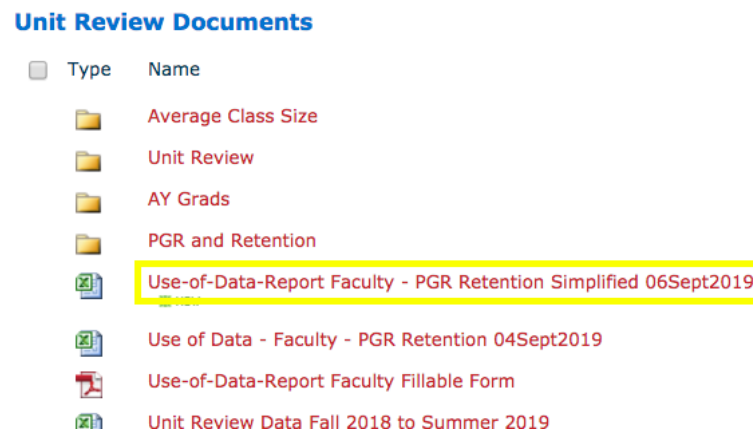 Unit Review Documents
Type Name
Average Class Size
Unit Review
AY Grads
PGR and Retention
Use-of-Data-Report Faculty - PGR Retention Simplified 06Sept2019
Use of Data - Faculty - PGR Retention 04Sept2019
Use-of-Data-Report Faculty Fillable Form
Unit Review Data Fall 2018 to Summer 2019